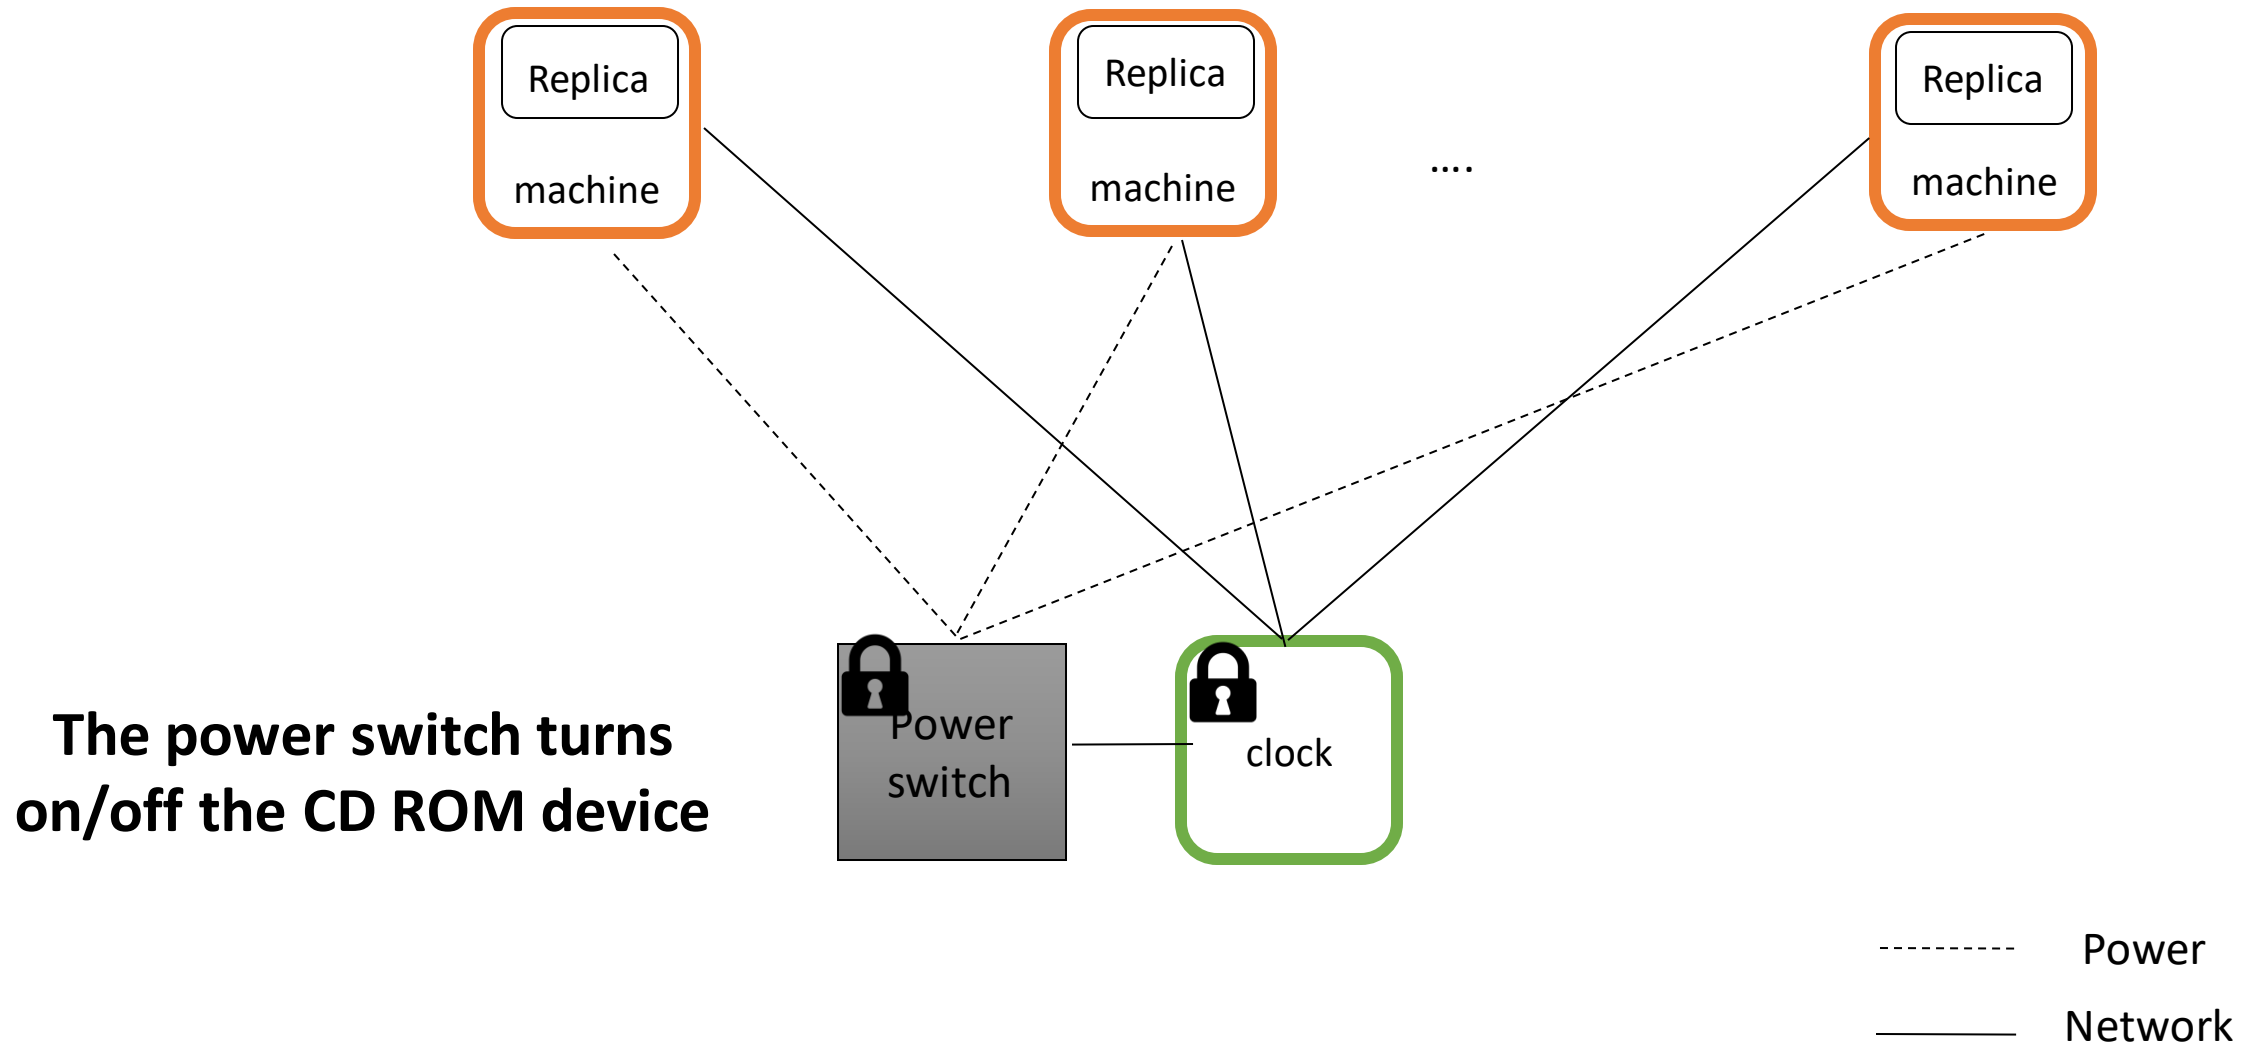 Replica
machine
Replica
machine
....
Replica
machine
The power switch turns
on/off the CD ROM device
Power
switch
clock
Power
Network